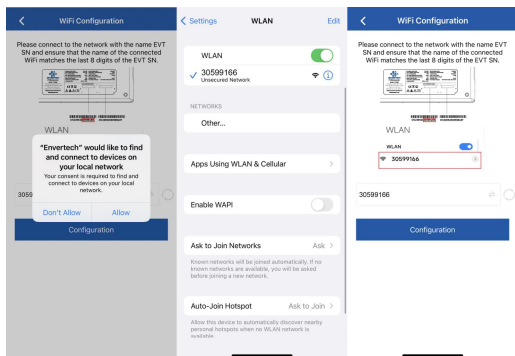 WiFi Configuration
Please connect to the network with the name EVT
SN and ensure that the name of the connected
WiFi matches the last 8 digits of the EVT SN.
WLAN
"Envertech" would like to find
and connect to devices on
your local network
Your consent is required to find and
connect to devices on your local
network.
Don't Allow
Allow
3059
Configuration
Settings
WLAN
Edit
WLAN
30599166
Unsecured Network
NETWORKS
Other...
Apps Using WLAN & Cellular
Enable WAPI
Ask to Join Networks
Ask
Known networks will be joined automatically. If no
known networks are available, you will be asked
before joining a new network.
Auto-Join Hotspot
Ask to Join
Allow this device to automatically discover nearby
personal hotspots when no WLAN network is
available.
WiFi Configuration
Please connect to the network with the name EVT
SN and ensure that the name of the connected
WiFi matches the last 8 digits of the EVT SN.
WLAN
WLAN
30599166
30599166
Configuration